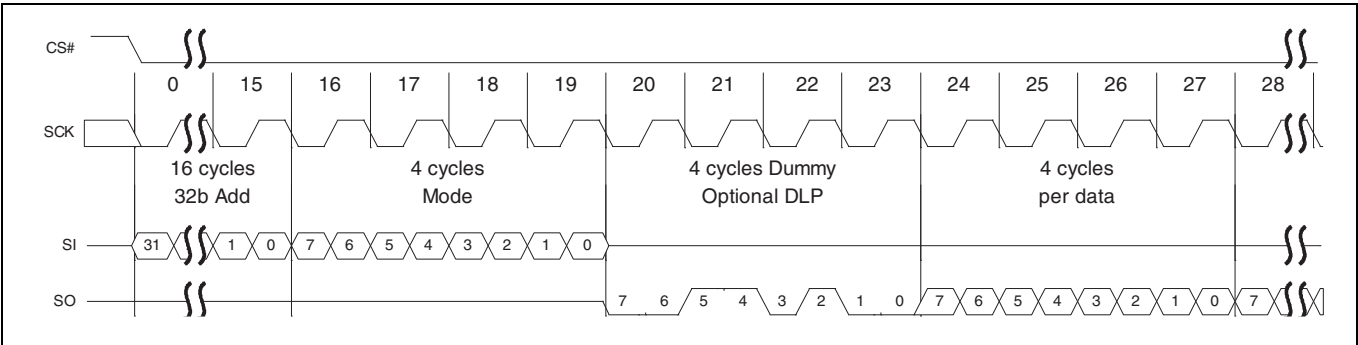 CS#
0 15 16 17 18 19 20 21 22 23 24 25 26 27 28
SCK
16 cycles 4 cycles 4 cycles Dummy 4 cycles
32b Add Mode Optional DLP per data
SI 31 1 0 7 6 5 4 3 2 1 0
SO 7 6 5 4 3 2 1 0 7 6 5 4 3 2 1 0 7